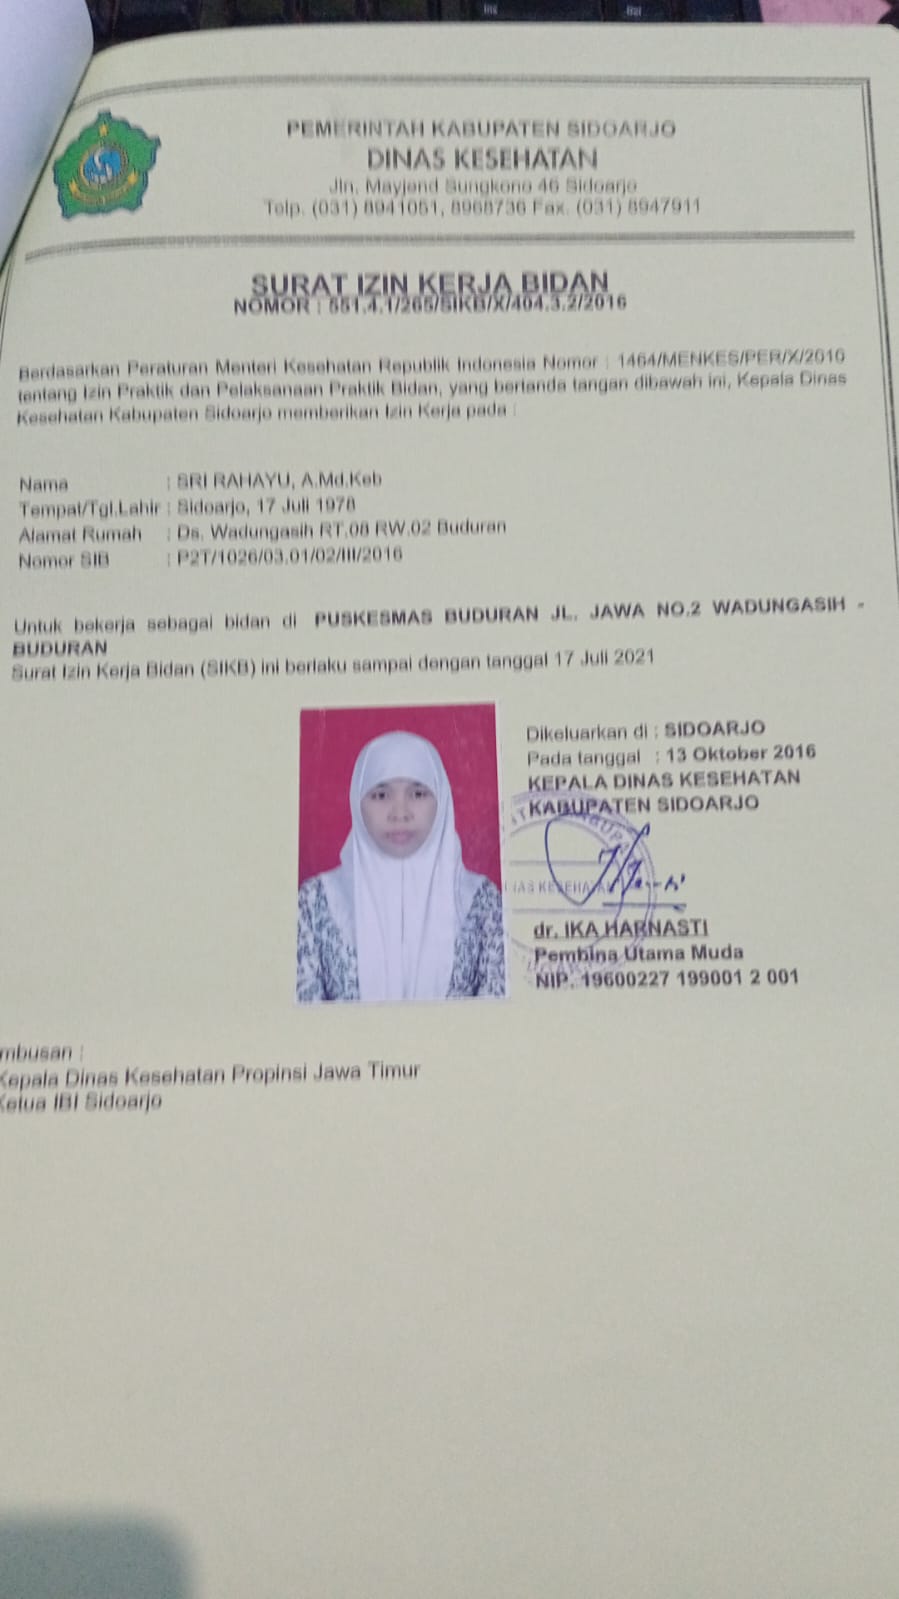 PEMERINTAH KABUPATEN SIDOARJO
DINAS KESEHATAN
Jln. Mayjend Sungkono 46 Sidoarjo
Telp. (031) 8941051, 8968736 Fax. (031) 8947911
SURAT IZIN KERJA BIDAN
NOMOR : 551.4.1/265/SIKB/X/404.3.2/2016
Berdasarkan Peraturan Menteri Kesehatan Republik Indonesia Nomor : 1464/MENKES/PER/X/2010
tentang Izin Praktik dan Pelaksanaan Praktik Bidan, yang bertanda tangan dibawah ini, Kepala Dinas
Kesehatan Kabupaten Sidoarjo memberikan Izin Kerja pada :
Nama : SRI RAHAYU, A.Md.Keb
Tempat/Tgl.Lahir : Sidoarjo, 17 Juli 1978
Alamat Rumah : Ds. Wadungasih RT.08 RW.02 Buduran
Nomor SIB : P2T/1026/03.01/02/III/2016
Untuk bekerja sebagai bidan di PUSKESMAS BUDURAN JL. JAWA NO.2 WADUNGASIH -
BUDURAN
Surat Izin Kerja Bidan (SIKB) ini berlaku sampai dengan tanggal 17 Juli 2021
Dikeluarkan di : SIDOARJO
Pada tanggal : 13 Oktober 2016
KEPALA DINAS KESEHATAN
KABUPATEN SIDOARJO
dr. IKA HARNASTI
Pembina Utama Muda
NIP. 19600227 199001 2 001
mbusan :
Kepala Dinas Kesehatan Propinsi Jawa Timur
Ketua IBI Sidoarjo